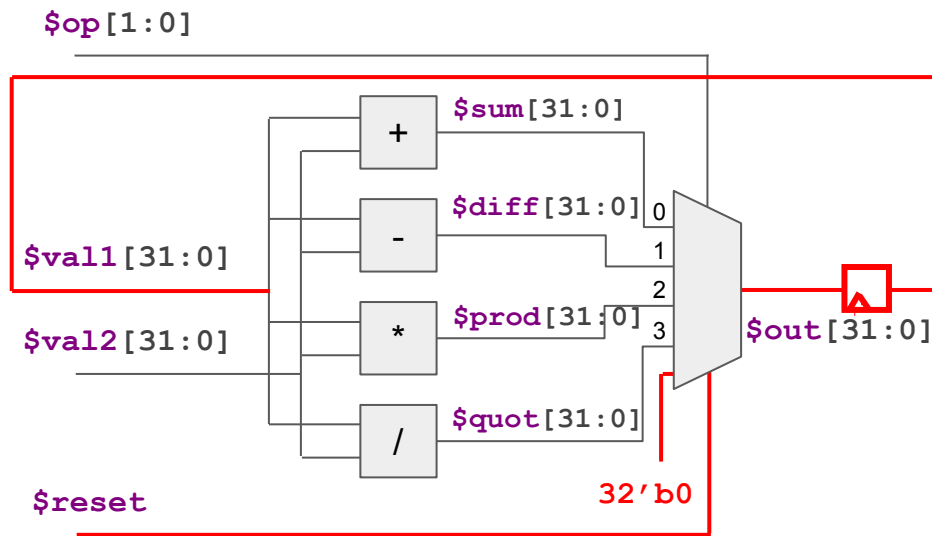 $op[1:0]
+
$sum[31:0]
-
$diff[31:0]
0
1
$val1[31:0]
2
*
$prod[31:0]
3
$out[31:0]
$val2[31:0]
/
$quot[31:0]
32’b0
$reset